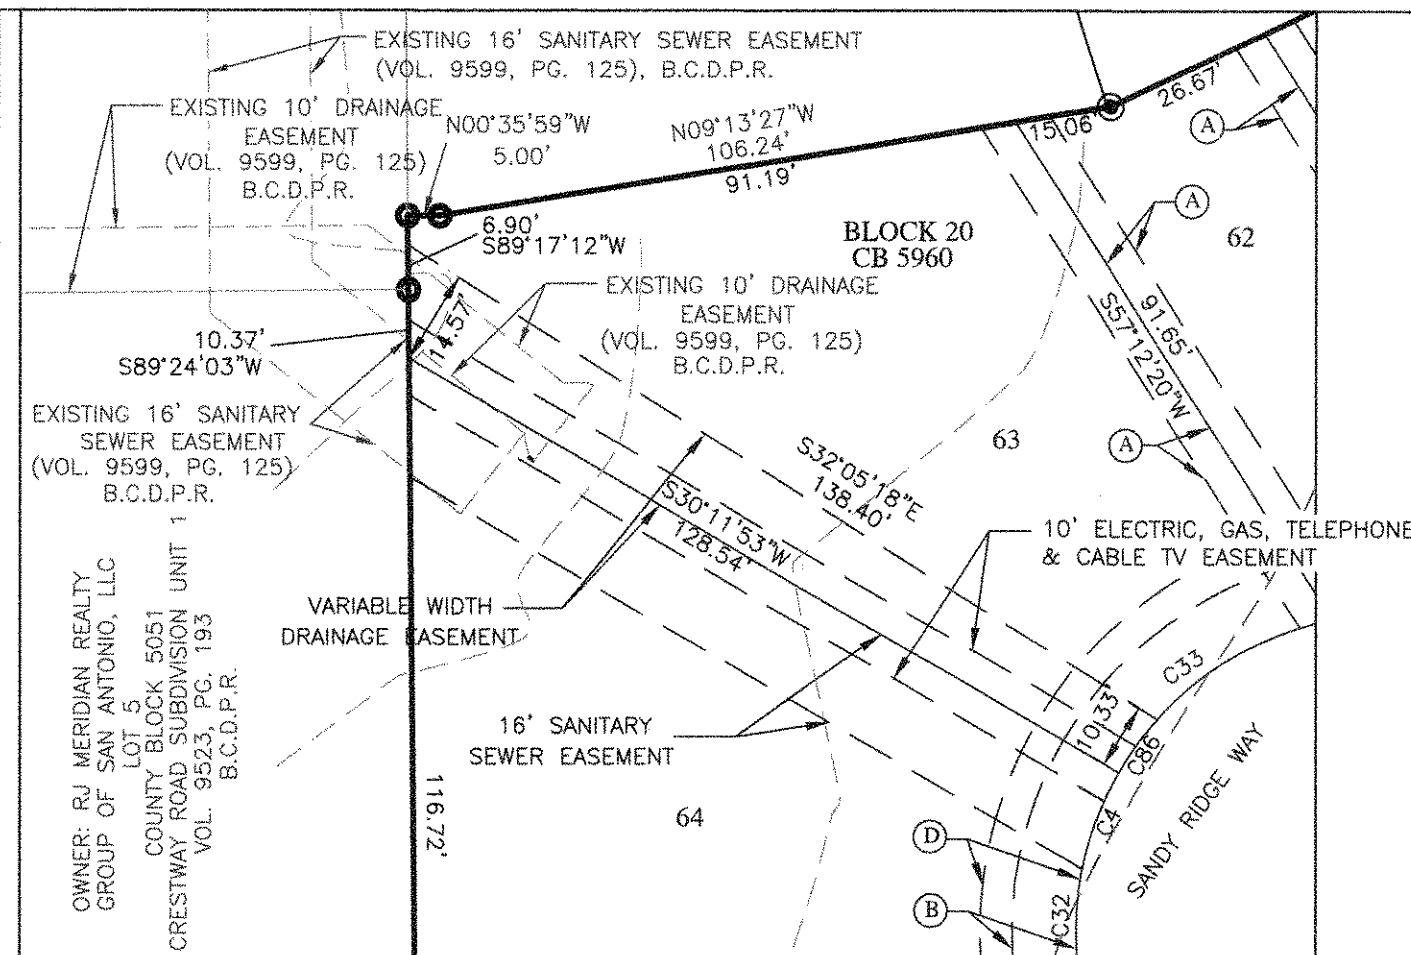 EXISTING 16' SANITARY SEWER EASEMENT
(VOL. 9599, PG. 125), B.C.D.P.R.
EXISTING 10' DRAINAGE
EASEMENT
(VOL. 9599, PG. 125)
B.C.D.P.R.
N00°35'59"W
5.00'
N09°13'27"W
106.24'
91.19'
15.06'
26.67'
A
A
62
6.90'
S89°17'12"W
BLOCK 20
CB 5960
EXISTING 10' DRAINAGE
EASEMENT
(VOL. 9599, PG. 125)
B.C.D.P.R.
14.57'
10.37'
S89°24'03"W
91.65'
S57°12'20"W
A
EXISTING 16' SANITARY
SEWER EASEMENT
(VOL. 9599, PG. 125)
B.C.D.P.R.
63
S32°05'18"E
138.40'
S30°11'53"W
128.54'
10' ELECTRIC, GAS, TELEPHONE
& CABLE TV EASEMENT
VARIABLE WIDTH
DRAINAGE EASEMENT
OWNER: RJ MERIDIAN REALTY
GROUP OF SAN ANTONIO, LLC
LOT 5
COUNTY BLOCK 5051
CRESTWAY ROAD SUBDIVISION UNIT 1
VOL. 9523, PG. 193
B.C.D.P.R.
16' SANITARY
SEWER EASEMENT
116.72'
64
10.33'
C33
C86
C4
C32
SANDY RIDGE WAY
D
B